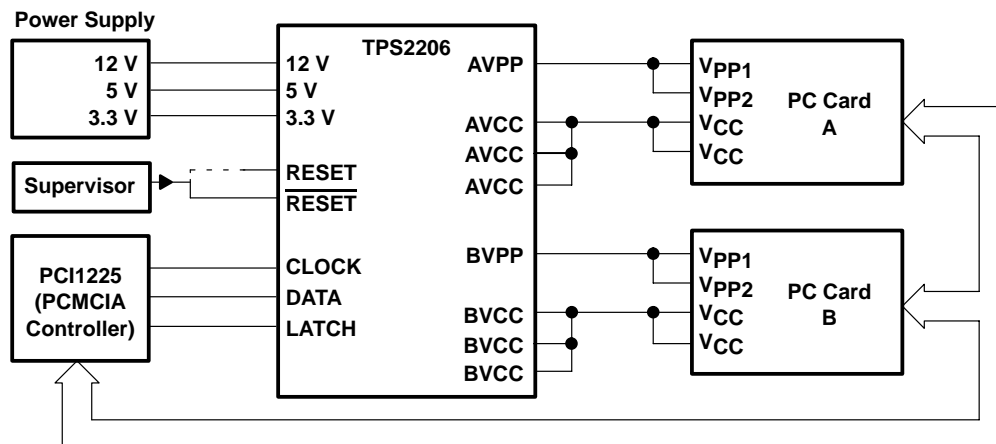 Power Supply
12 V
5 V
3.3 V
Supervisor
PCI1225
(PCMCIA
Controller)
TPS2206
12 V
5 V
3.3 V
RESET
RESET
CLOCK
DATA
LATCH
AVPP
AVCC
AVCC
AVCC
BVPP
BVCC
BVCC
BVCC
VPP1
VPP2
VCC
VCC
PC Card
A
VPP1
VPP2
VCC
VCC
PC Card
B